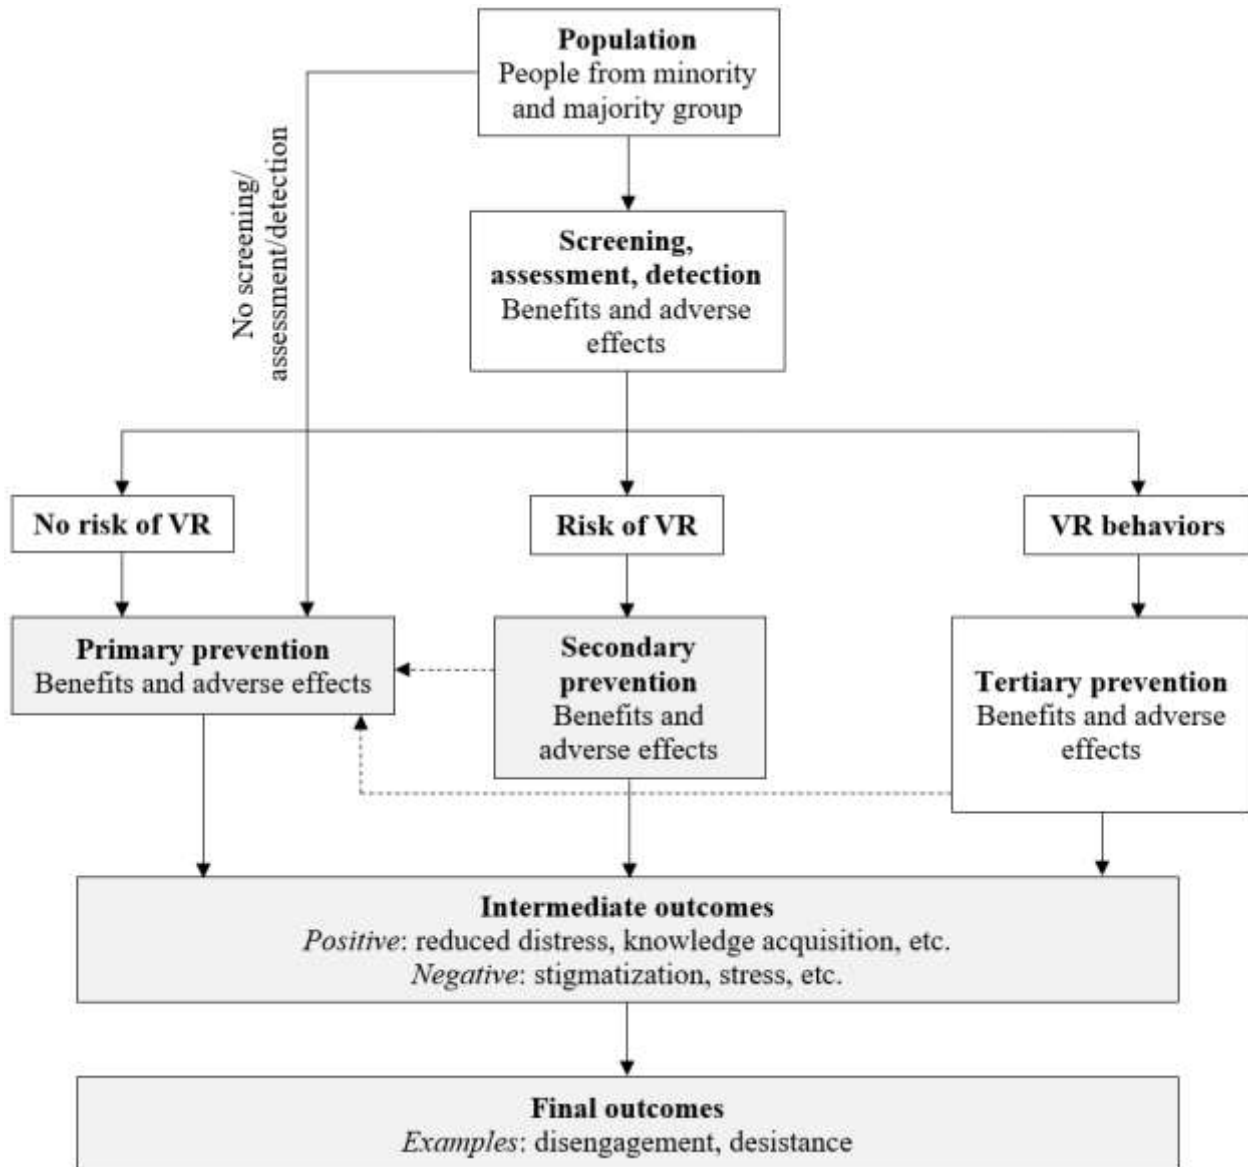 Population
People from minority
and majority group
No screening/
assessment/detection
Screening,
assessment, detection
Benefits and adverse
effects
No risk of VR
Risk of VR
VR behaviors
Primary prevention
Benefits and adverse effects
Secondary
prevention
Benefits and
adverse effects
Tertiary prevention
Benefits and adverse
effects
Intermediate outcomes
Positive: reduced distress, knowledge acquisition, etc.
Negative: stigmatization, stress, etc.
Final outcomes
Examples: disengagement, desistance